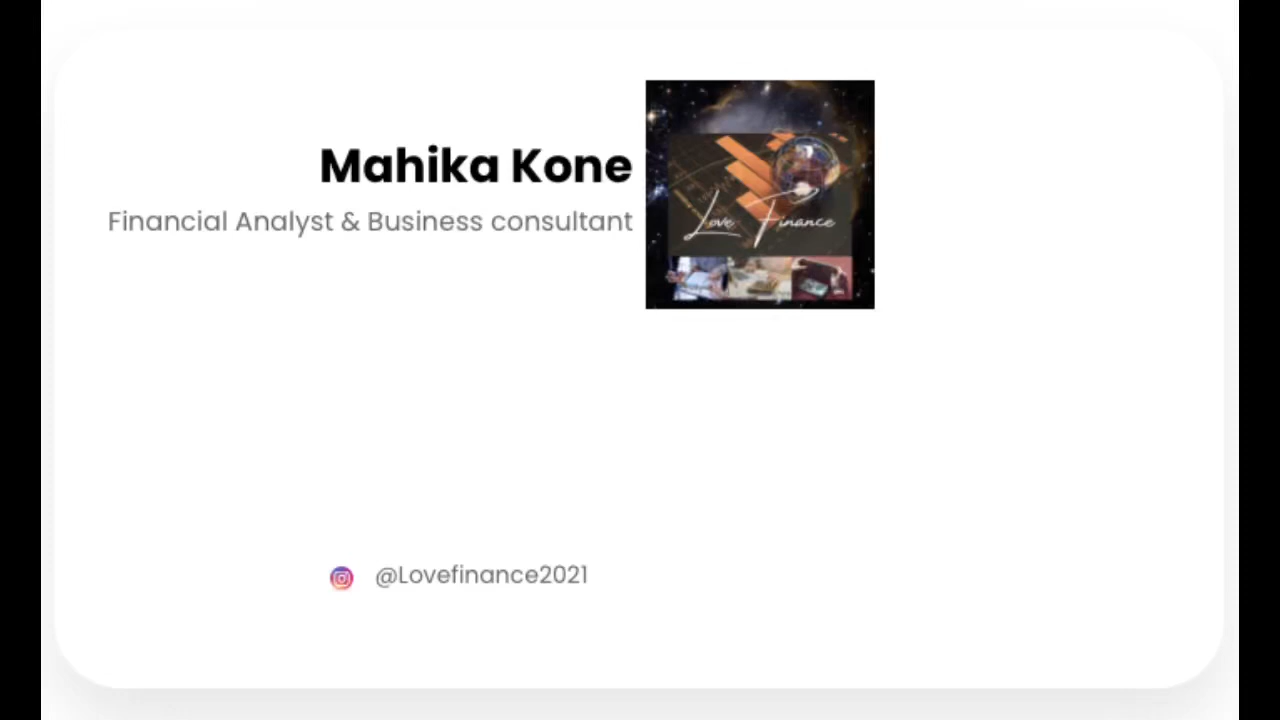 Mahika Kone
Financial Analyst & Business consultant
Love Finance
@Lovefinance2021